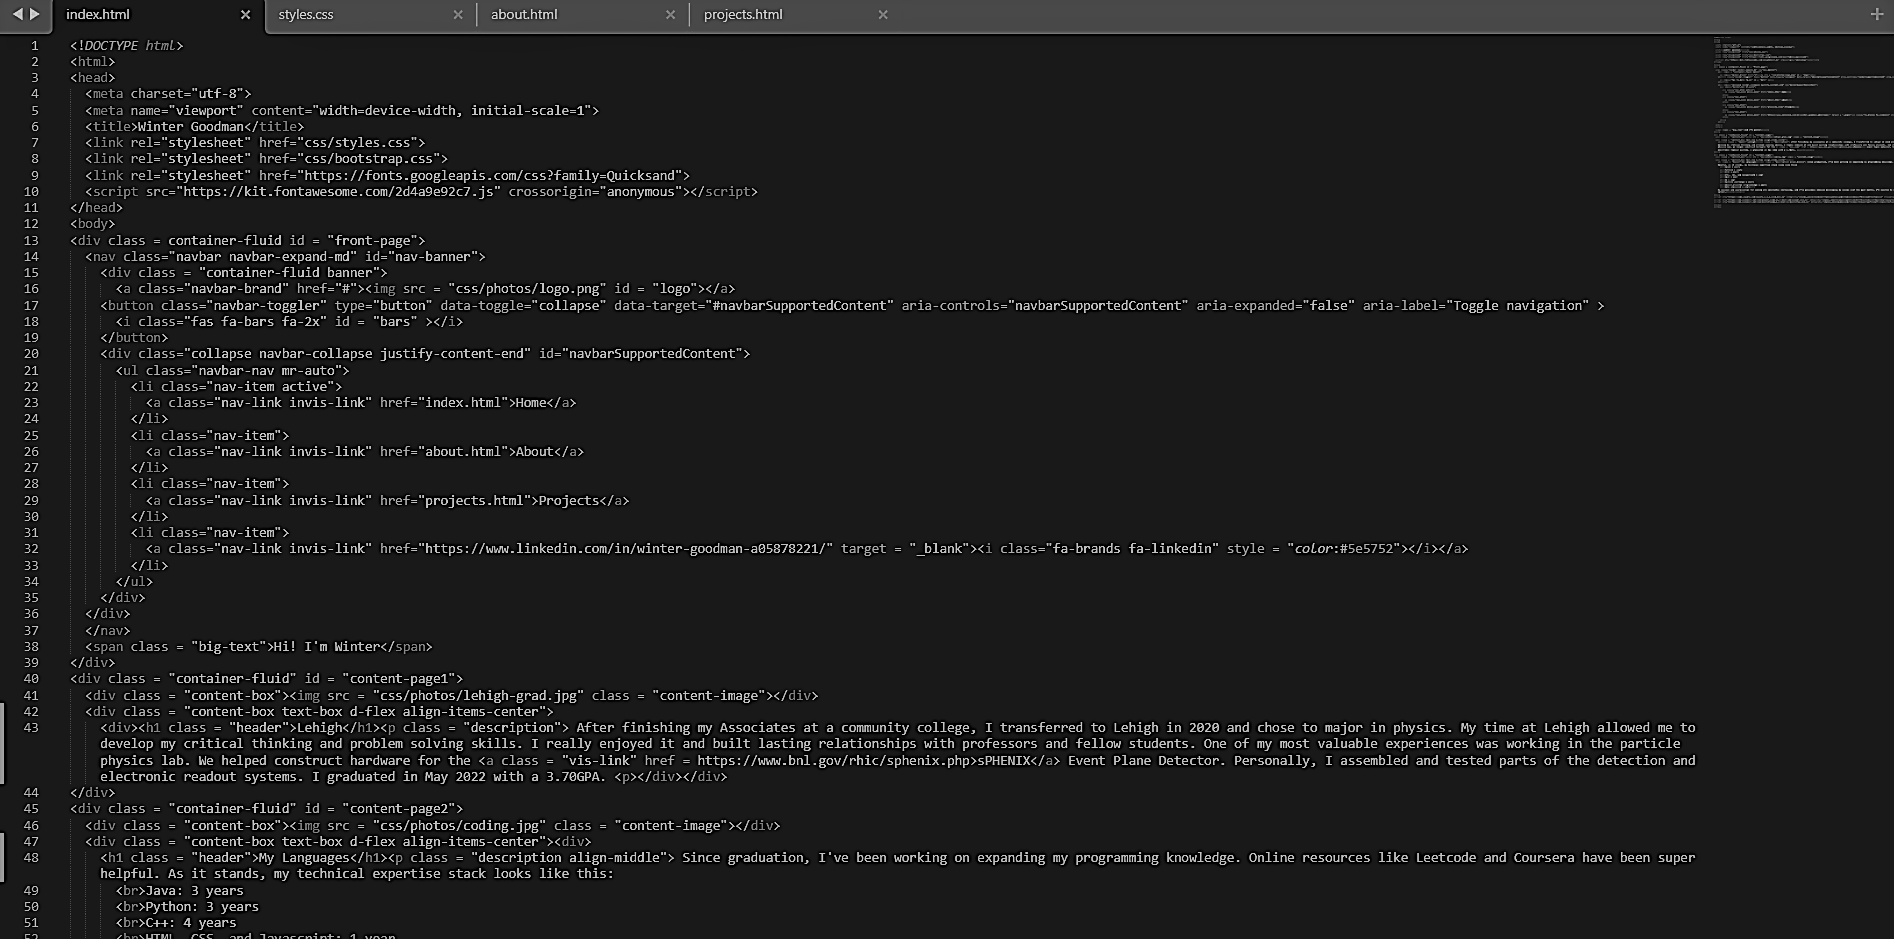 index.html styles.css about.html projects.html
1 <!DOCTYPE html>
2 <html>
3 <head>
4 <meta charset="utf-8">
5 <meta name="viewport" content="width=device-width, initial-scale=1">
6 <title>Winter Goodman</title>
7 <link rel="stylesheet" href="css/styles.css">
8 <link rel="stylesheet" href="css/bootstrap.css">
9 <link rel="stylesheet" href="https://fonts.googleapis.com/css?family=Quicksand">
10 <script src="https://kit.fontawesome.com/2d4a9e92c7.js" crossorigin="anonymous"></script>
11 </head>
12 <body>
13 <div class = container-fluid id = "front-page">
14 <nav class="navbar navbar-expand-md" id="nav-banner">
15 <div class = "container-fluid banner">
16 <a class="navbar-brand" href="#"><img src = "css/photos/logo.png" id = "logo"></a>
17 <button class="navbar-toggler" type="button" data-toggle="collapse" data-target="#navbarSupportedContent" aria-controls="navbarSupportedContent" aria-expanded="false" aria-label="Toggle navigation" >
18 <i class="fas fa-bars fa-2x" id = "bars" ></i>
19 </button>
20 <div class="collapse navbar-collapse justify-content-end" id="navbarSupportedContent">
21 <ul class="navbar-nav mr-auto">
22 <li class="nav-item active">
23 <a class="nav-link invis-link" href="index.html">Home</a>
24 </li>
25 <li class="nav-item">
26 <a class="nav-link invis-link" href="about.html">About</a>
27 </li>
28 <li class="nav-item">
29 <a class="nav-link invis-link" href="projects.html">Projects</a>
30 </li>
31 <li class="nav-item">
32 <a class="nav-link invis-link" href="https://www.linkedin.com/in/winter-goodman-a05878221/" target = "_blank"><i class="fa-brands fa-linkedin" style = "color:#5e5752"></i></a>
33 </li>
34 </ul>
35 </div>
36 </div>
37 </nav>
38 <span class = "big-text">Hi! I'm Winter</span>
39 </div>
40 <div class = "container-fluid" id = "content-page1">
41 <div class = "content-box"><img src = "css/photos/lehigh-grad.jpg" class = "content-image"></div>
42 <div class = "content-box text-box d-flex align-items-center">
43 <div><h1 class = "header">Lehigh</h1><p class = "description"> After finishing my Associates at a community college, I transferred to Lehigh in 2020 and chose to major in physics. My time at Lehigh allowed me to
develop my critical thinking and problem solving skills. I really enjoyed it and built lasting relationships with professors and fellow students. One of my most valuable experiences was working in the particle
physics lab. We helped construct hardware for the <a class = "vis-link" href = https://www.bnl.gov/rhic/sphenix.php>sPHENIX</a> Event Plane Detector. Personally, I assembled and tested parts of the detection and
electronic readout systems. I graduated in May 2022 with a 3.70GPA. <p></div></div>
44 </div>
45 <div class = "container-fluid" id = "content-page2">
46 <div class = "content-box"><img src = "css/photos/coding.jpg" class = "content-image"></div>
47 <div class = "content-box text-box d-flex align-items-center"><div>
48 <h1 class = "header">My Languages</h1><p class = "description align-middle"> Since graduation, I've been working on expanding my programming knowledge. Online resources like Leetcode and Coursera have been super
helpful. As it stands, my technical expertise stack looks like this:
49 <br>Java: 3 years
50 <br>Python: 3 years
51 <br>C++: 4 years
52 <br>HTML, CSS, and Javascript: 1 year